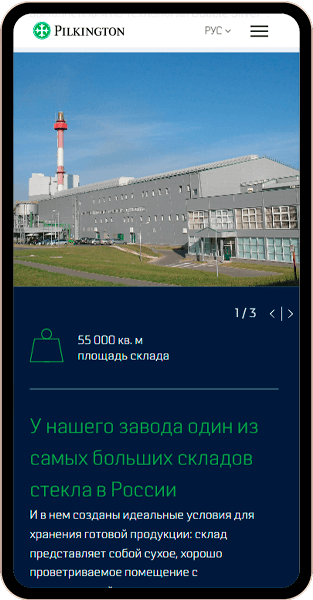 PILKINGTON
РУС
1/3
55 000 кв. м
площадь склада
У нашего завода один из
самых больших складов
стекла в России
И в нем созданы идеальные условия для
хранения готовой продукции: склад
представляет собой сухое, хорошо
проветриваемое помещение с